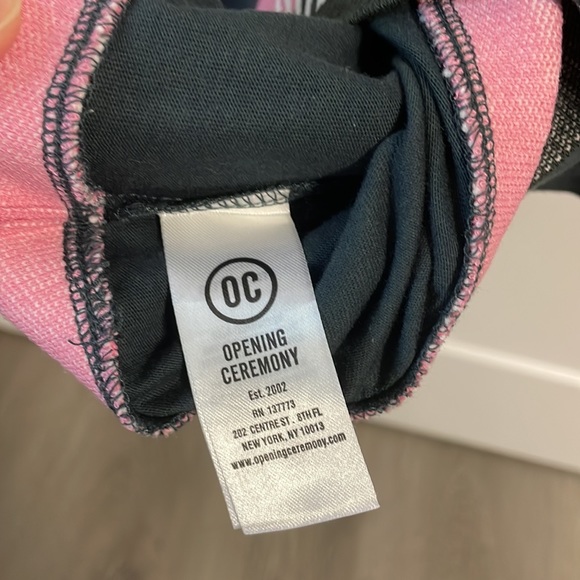 OC
OPENING
CEREMONY
Est. 2002
RN 137773
202 CENTRE ST . 8TH FL
NEW YORK, NY 10013
www.openingceremony.com